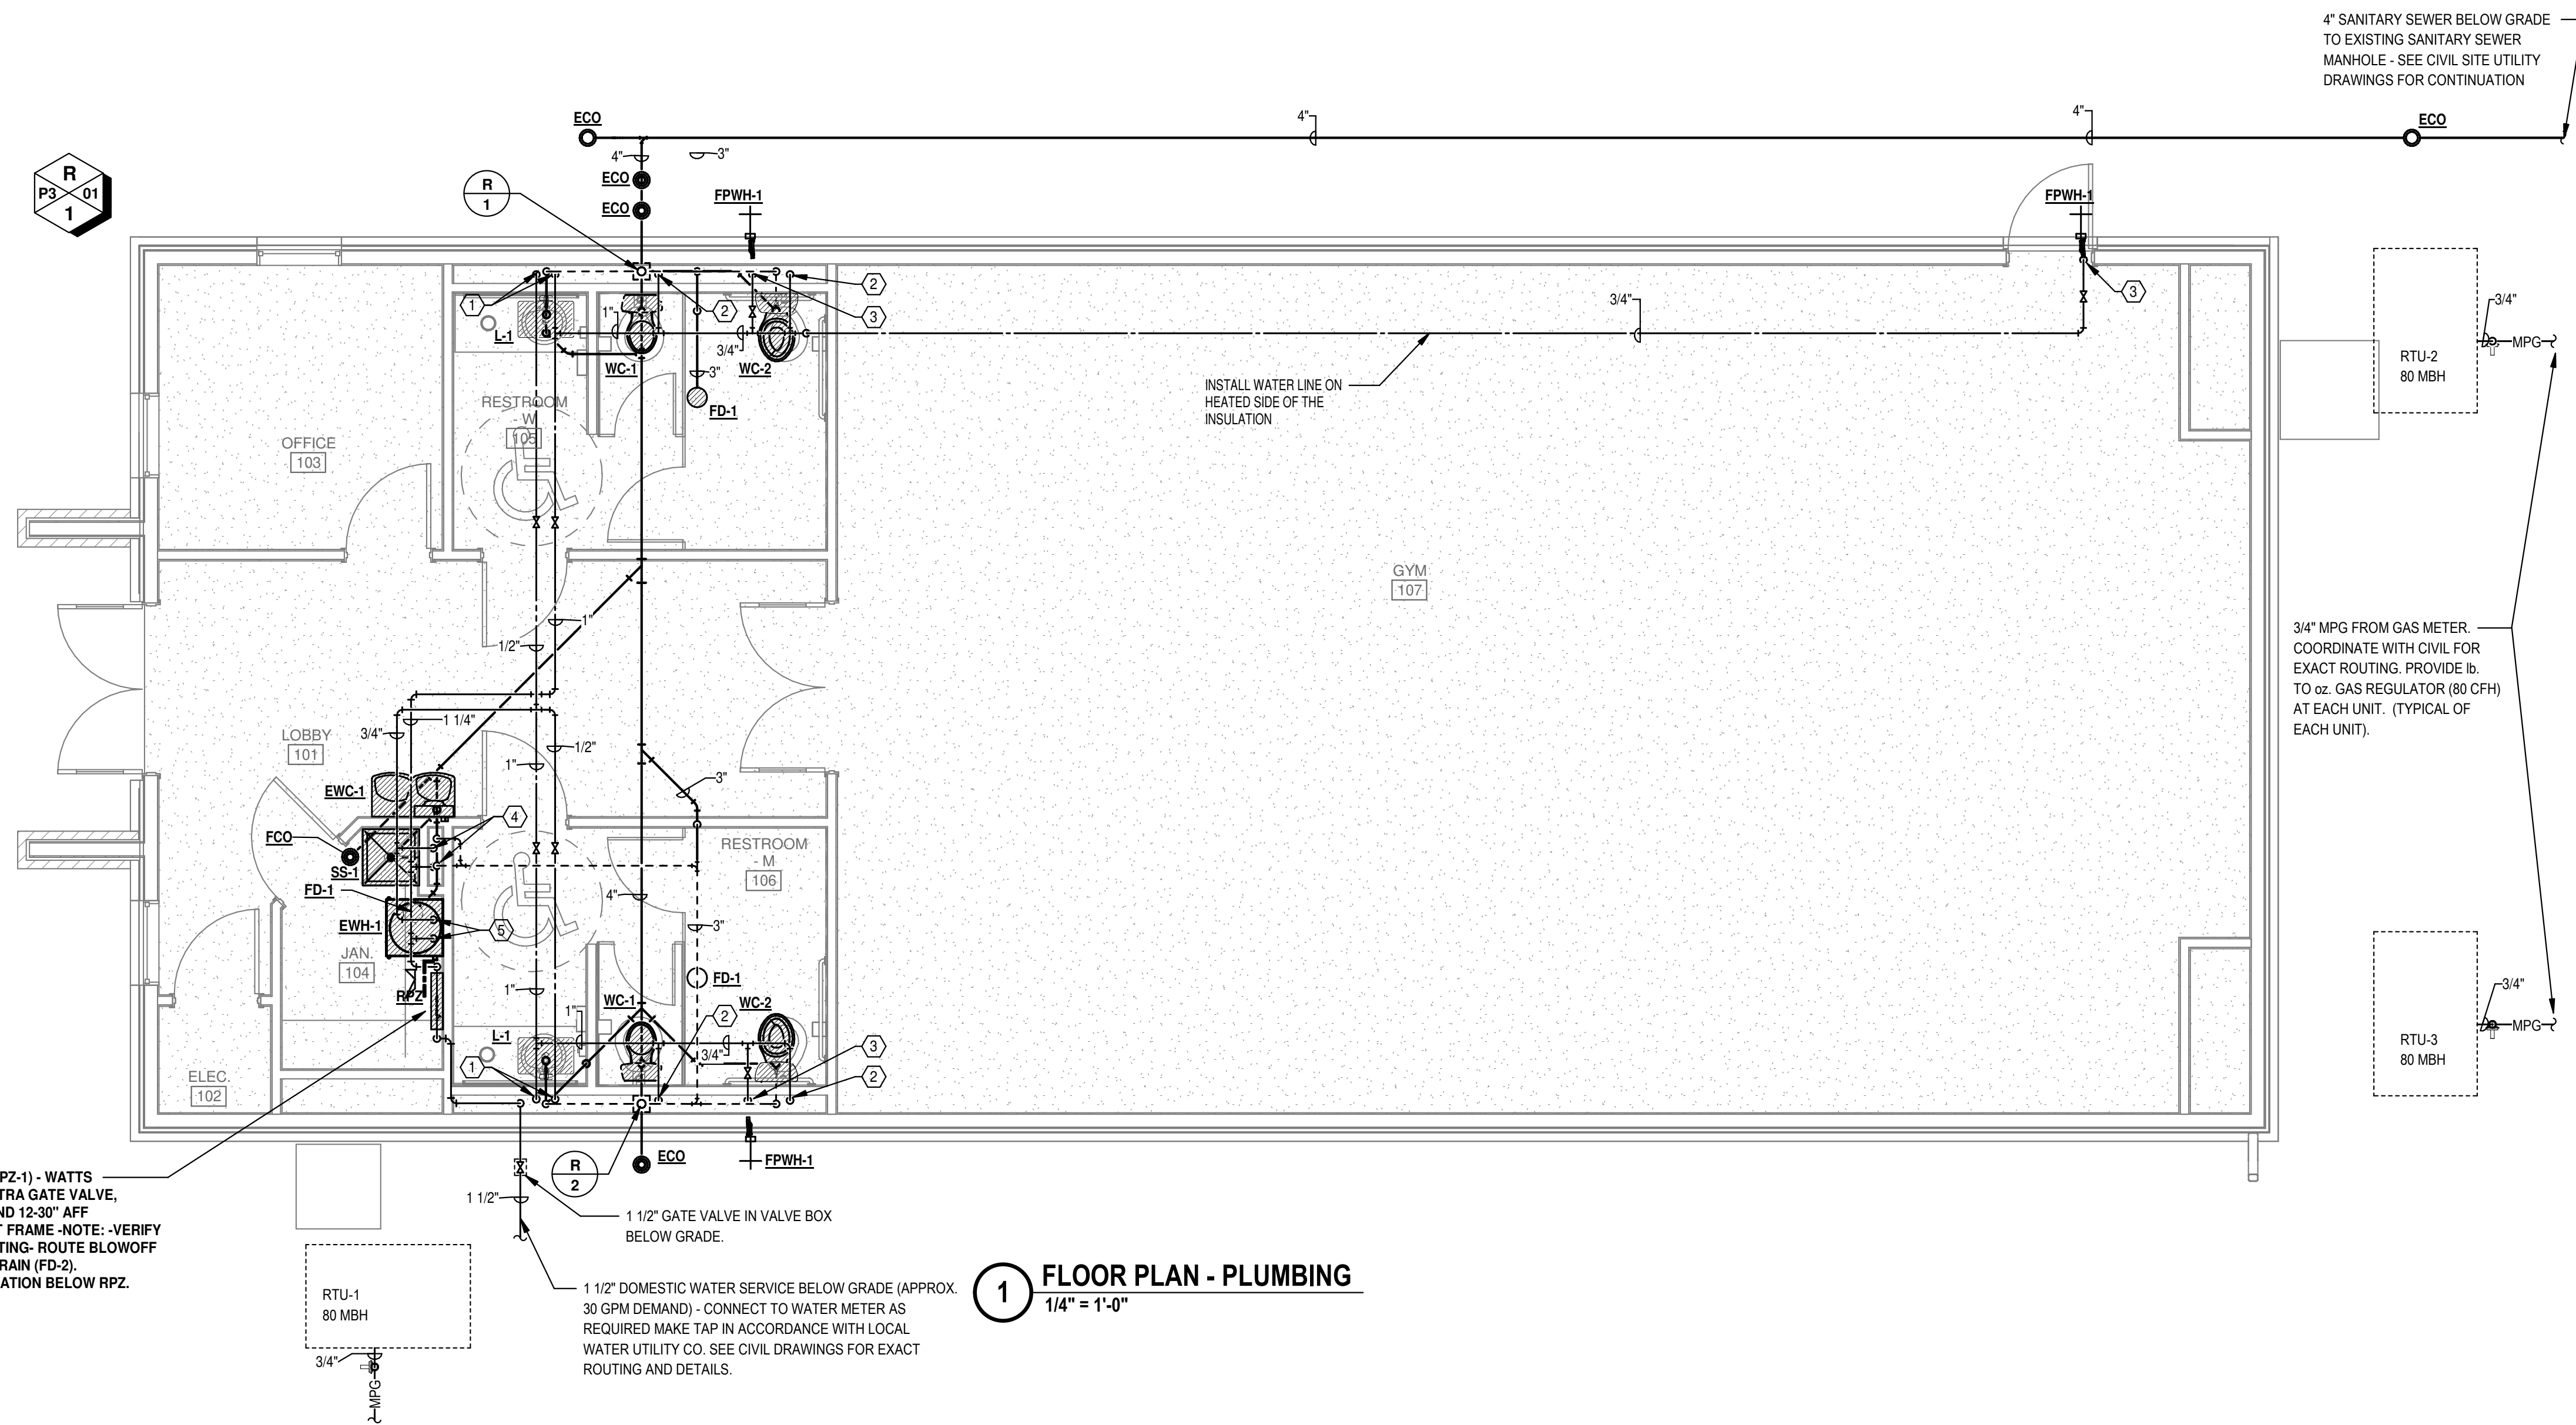 4" SANITARY SEWER BELOW GRADE
TO EXISTING SANITARY SEWER
MANHOLE - SEE CIVIL SITE UTILITY
DRAWINGS FOR CONTINUATION
ECO
4"
4"
ECO
4"
3"
R
P3
01
1
R
1
ECO
ECO
FPWH-1
FPWH-1
1
2
2
3
3
L-1
1"
3/4"
WC-1
WC-2
3"
FD-1
3/4"
3/4"
MPG
RTU-2
80 MBH
INSTALL WATER LINE ON
HEATED SIDE OF THE
INSULATION
OFFICE
103
RESTROOM
W
105
GYM
107
1"
1/2"
3/4" MPG FROM GAS METER.
COORDINATE WITH CIVIL FOR
EXACT ROUTING. PROVIDE lb.
TO oz. GAS REGULATOR (80 CFH)
AT EACH UNIT. (TYPICAL OF
EACH UNIT).
LOBBY
101
1 1/4"
3/4"
1/2"
1"
3"
EWC-1
4
FCO
SS-1
FD-1
RESTROOM
- M
106
4"
3"
EWH-1
5
JAN.
104
RPZ
FD-1
1"
WC-1
WC-2
1"
2
3/4"
3
2
L-1
1
ELEC.
102
3/4"
MPG
RTU-3
80 MBH
R
2
ECO
FPWH-1
PZ-1) - WATTS
TRA GATE VALVE,
ND 12-30" AFF
T FRAME -NOTE: -VERIFY
TING- ROUTE BLOWOFF
RAIN (FD-2).
ATION BELOW RPZ.
1 1/2"
1 1/2" GATE VALVE IN VALVE BOX
BELOW GRADE.
1 1/2" DOMESTIC WATER SERVICE BELOW GRADE (APPROX.
30 GPM DEMAND) - CONNECT TO WATER METER AS
REQUIRED MAKE TAP IN ACCORDANCE WITH LOCAL
WATER UTILITY CO. SEE CIVIL DRAWINGS FOR EXACT
ROUTING AND DETAILS.
1
FLOOR PLAN - PLUMBING
1/4" = 1'-0"
RTU-1
80 MBH
3/4"
MPG